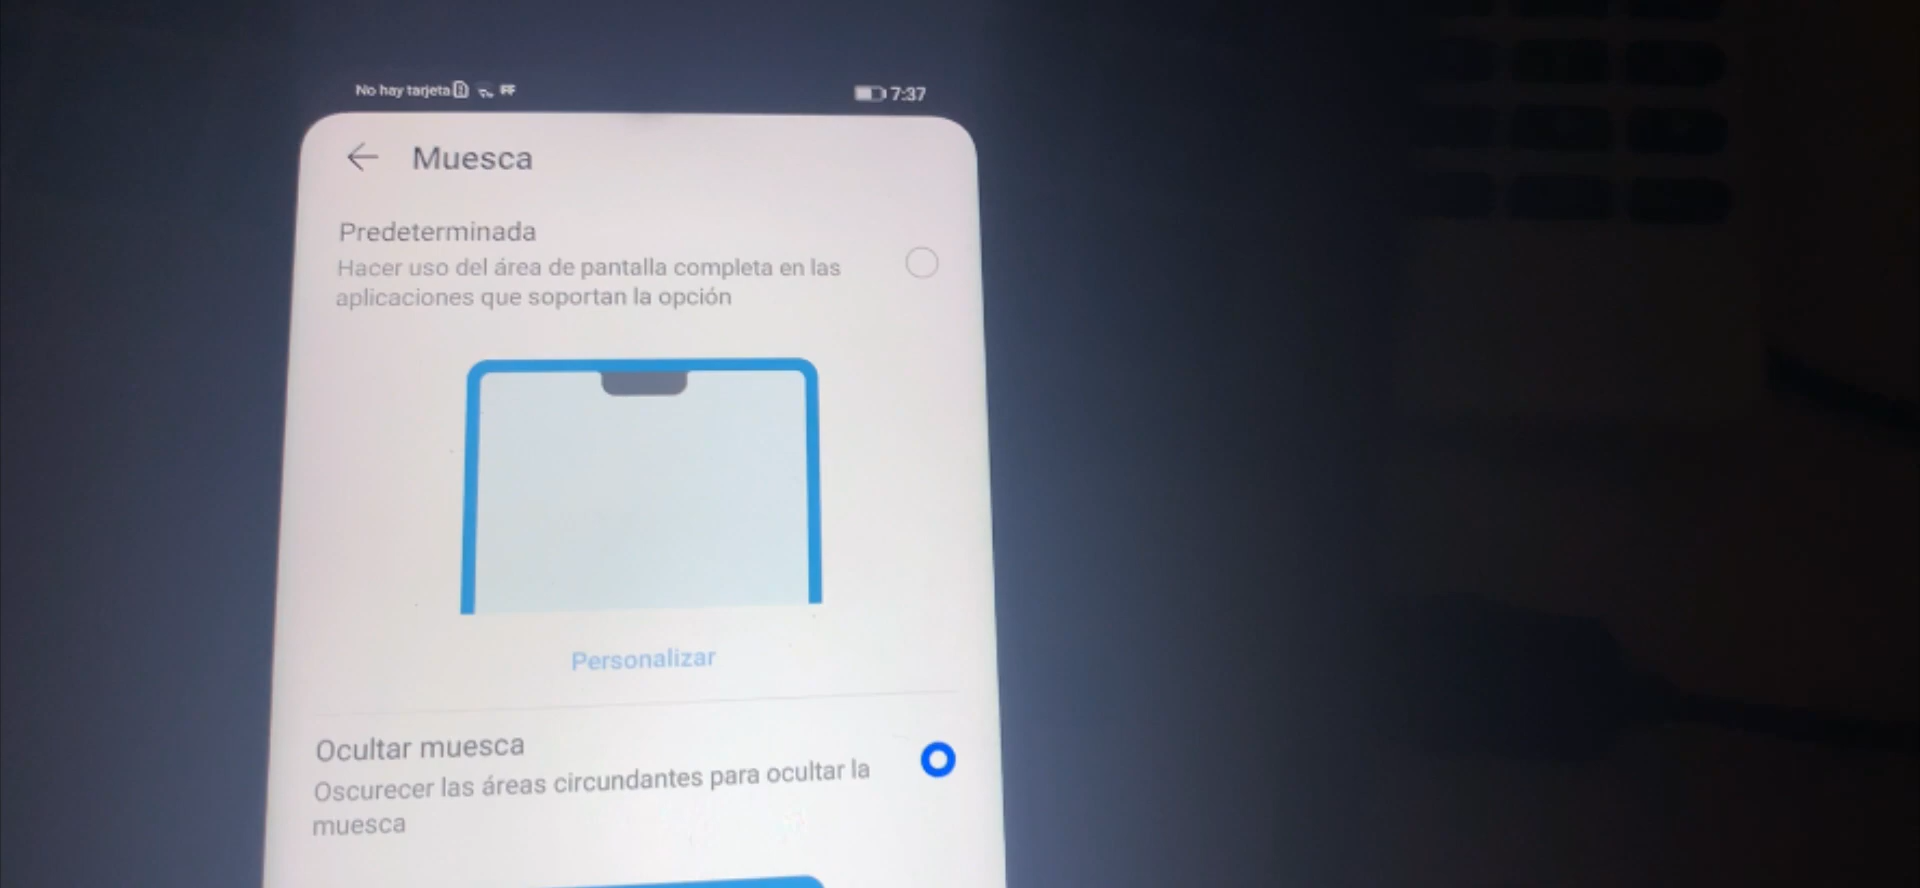 No hay tarjeta
7:37
Muesca
Predeterminada
Hacer uso del área de pantalla completa en las
aplicaciones que soportan la opción
Personalizar
Ocultar muesca
Oscurecer las áreas circundantes para ocultar la
muesca